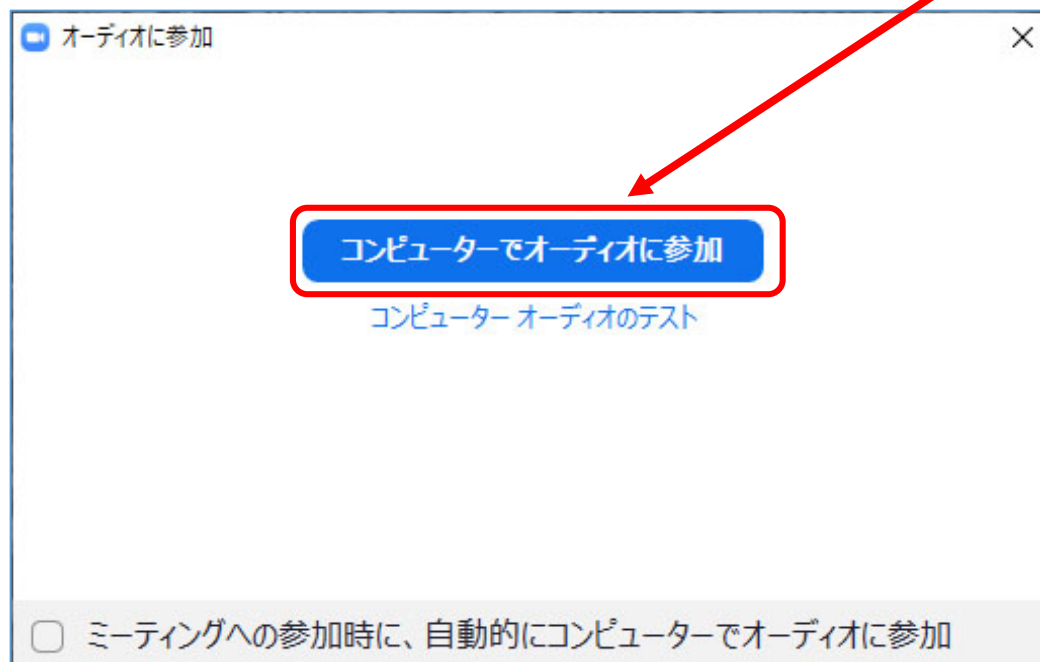 オーディオに参加
コンピューターでオーディオに参加
コンピューター オーディオのテスト
ミーティングへの参加時に、自動的にコンピューターでオーディオに参加